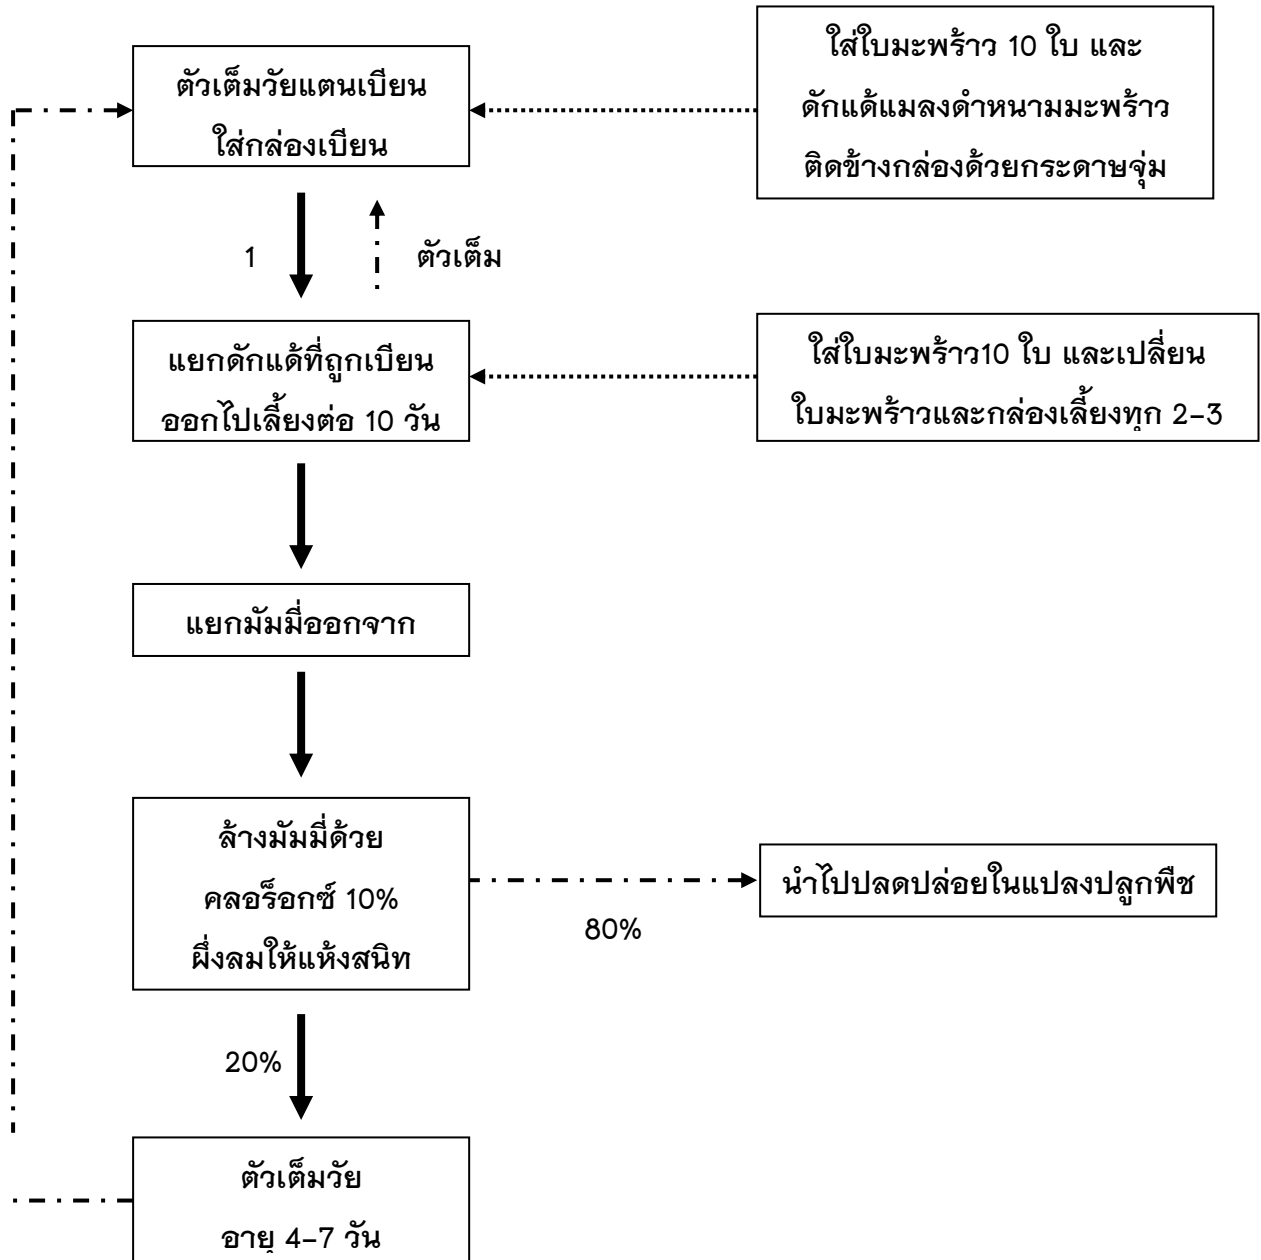 ตัวเต็มวัยแตนเบียน
ใส่กล่องเบียน
ใส่ใบมะพร้าว 10 ใบ และ
ดักแด้แมลงดำหนามมะพร้าว
ติดข้างกล่องด้วยกระดาษจุ่ม
1
ตัวเต็ม
แยกดักแด้ที่ถูกเบียน
ออกไปเลี้ยงต่อ 10 วัน
ใส่ใบมะพร้าว10 ใบ และเปลี่ยน
ใบมะพร้าวและกล่องเลี้ยงทุก 2-3
แยกมัมมี่ออกจาก
ล้างมัมมี่ด้วย
คลอร็อกซ์ 10%
ผึ่งลมให้แห้งสนิท
80%
นำไปปลดปล่อยในแปลงปลูกพืช
20%
ตัวเต็มวัย
อายุ 4-7 วัน